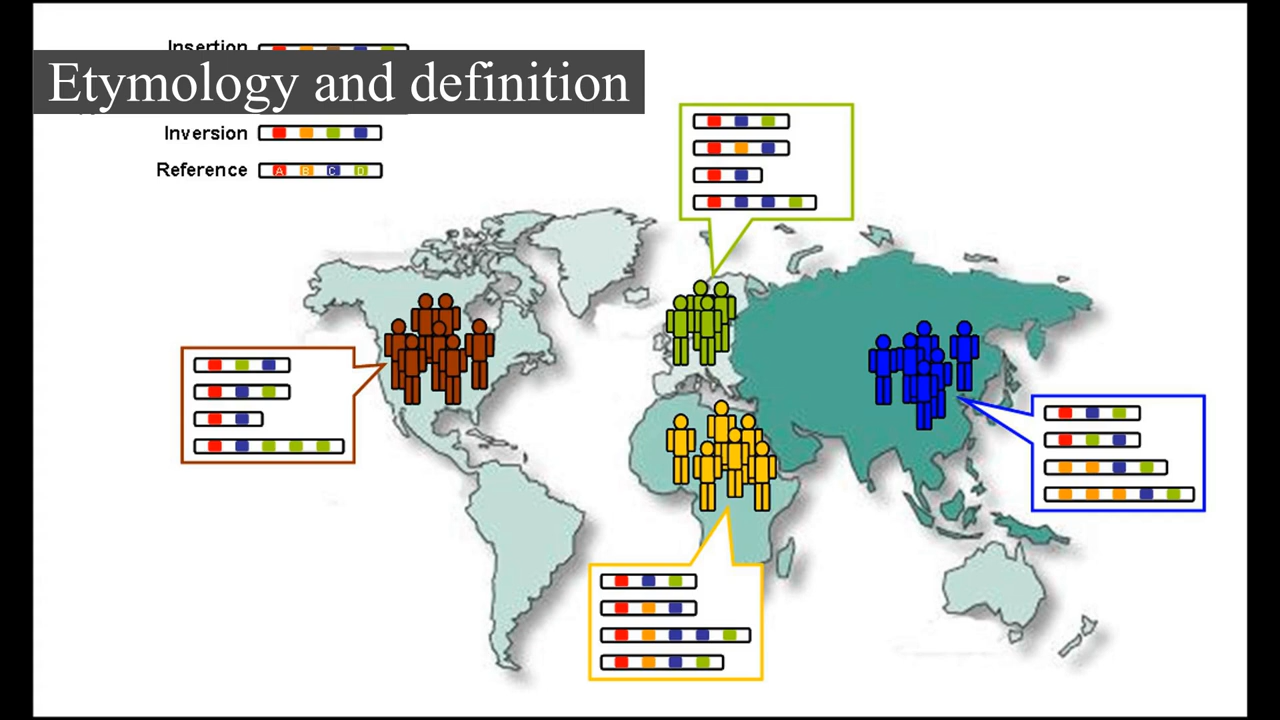 Insertion
Etymology and definition
Inversion
Reference A B C D